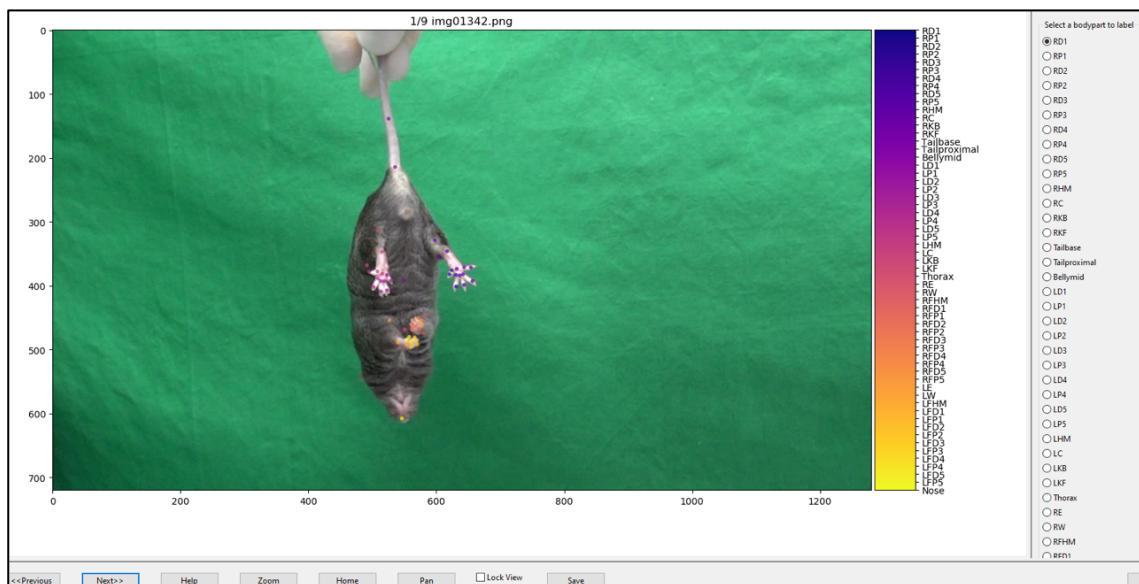 1/9 img01342.png
0
100
200
300
400
500
600
700
0
200
400
600
800
1000
1200
RD1
RP1
RD2
RP2
RD3
RP3
RD4
RP4
RD5
RP5
RHM
RC
RKB
RKF
Tailbase
Tailproximal
Bellymid
LD1
LP1
LD2
LP2
LD3
LP3
LD4
LP4
LD5
LP5
LHM
LC
LKB
LKF
Thorax
RE
RW
RFHM
RFD1
RFP1
RFD2
RFP2
RFD3
RFP3
RFD4
RFP4
RFD5
RFP5
LE
LW
LFHM
LFD1
LFP1
LFD2
LFP2
LFD3
LFP3
LFD4
LFP4
LFD5
LFP5
Nose
Select a bodypart to label
RD1
RP1
RD2
RP2
RD3
RP3
RD4
RP4
RD5
RP5
RHM
RC
RKB
RKF
Tailbase
Tailproximal
Bellymid
LD1
LP1
LD2
LP2
LD3
LP3
LD4
LP4
LD5
LP5
LHM
LC
LKB
LKF
Thorax
RE
RW
RFHM
RFD1
<<Previous Next>> Help Zoom Home Pan Lock View Save